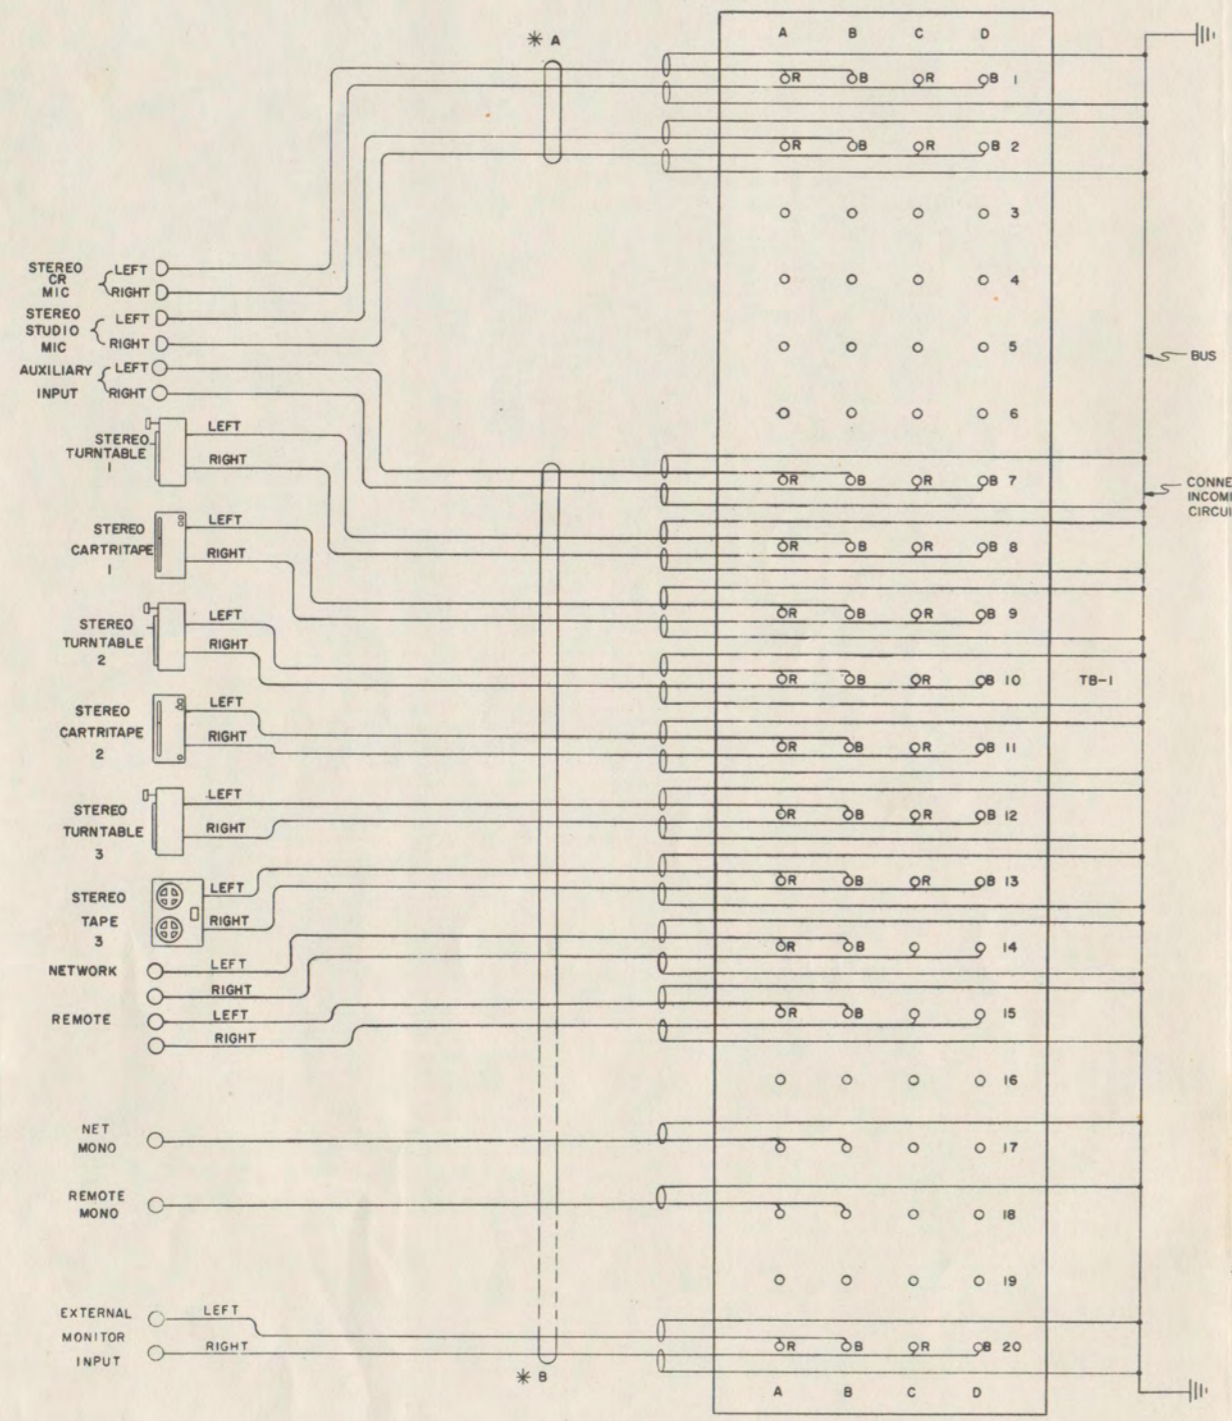 * A
A B C D
R B R B 1
R B R B 2
3
4
5
6
STEREO CR MIC
LEFT
RIGHT
STEREO STUDIO MIC
LEFT
RIGHT
AUXILIARY INPUT
LEFT
RIGHT
BUS
STEREO TURNTABLE 1
LEFT
RIGHT
R B R B 7
CONNE
INCOMI
CIRCUI
STEREO CARTRITAPE 1
LEFT
RIGHT
R B R B 8
STEREO TURNTABLE 2
LEFT
RIGHT
R B R B 9
R B R B 10
TB-1
STEREO CARTRITAPE 2
LEFT
RIGHT
R B R B 11
STEREO TURNTABLE 3
LEFT
RIGHT
R B R B 12
STEREO TAPE 3
LEFT
RIGHT
R B R B 13
NETWORK
LEFT
RIGHT
R B 14
REMOTE
LEFT
RIGHT
R B 15
16
NET MONO
17
REMOTE MONO
18
19
EXTERNAL MONITOR INPUT
LEFT
RIGHT
R B R B 20
* B
A B C D